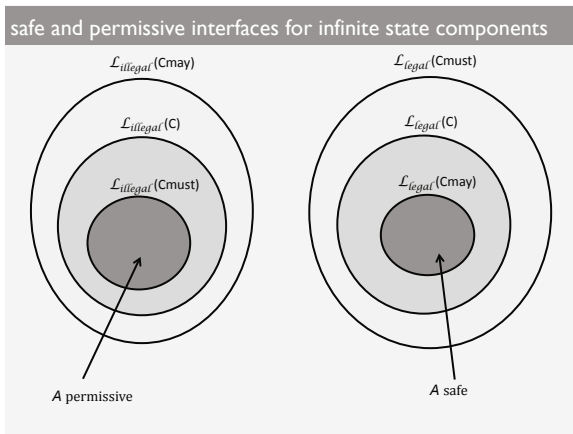 safe and permissive interfaces for infinite state components
ℒillegal(Cmay)
ℒillegal(C)
ℒillegal(Cmust)
A permissive
ℒlegal(Cmust)
ℒlegal(C)
ℒlegal(Cmay)
A safe